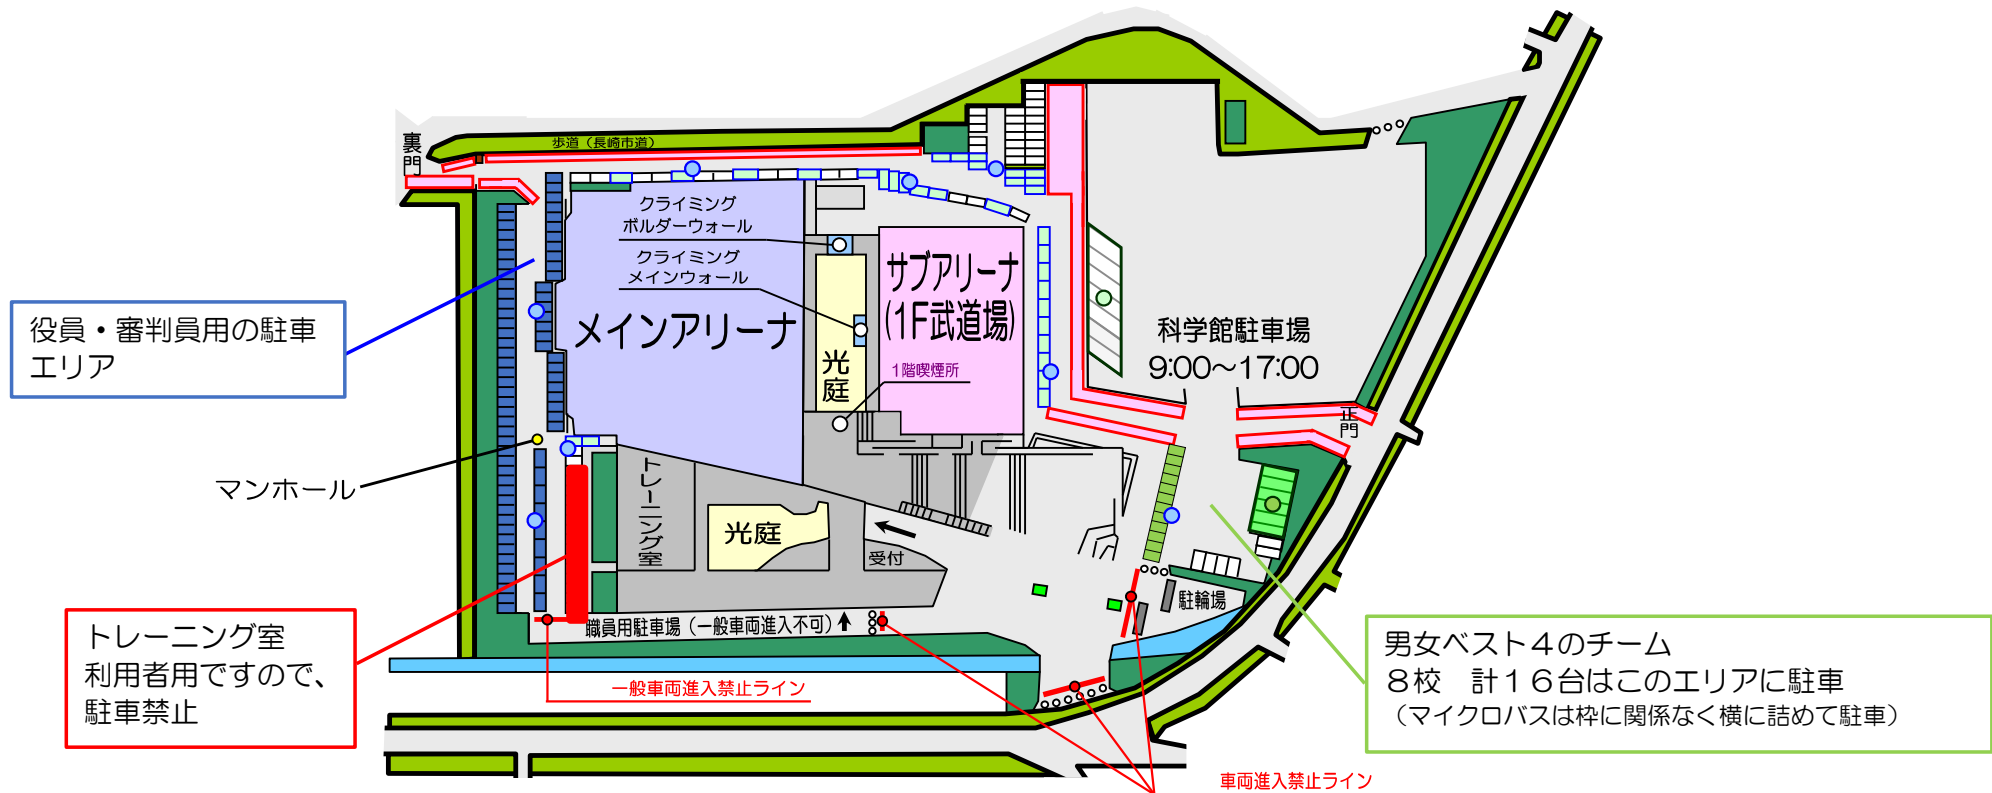 裏門
歩道（長崎市道）
クライミング
ボルダーウォール
クライミング
メインウォール
サブアリーナ
(1F武道場)
メインアリーナ
光庭
1階喫煙所
科学館駐車場
9:00～17:00
正門
役員・審判員用の駐車
エリア
マンホール
トレーニング室
光庭
受付
駐輪場
職員用駐車場（一般車両進入不可）
トレーニング室
利用者用ですので、
駐車禁止
一般車両進入禁止ライン
男女ベスト４のチーム
８校　計１６台はこのエリアに駐車
（マイクロバスは枠に関係なく横に詰めて駐車）
車両進入禁止ライン